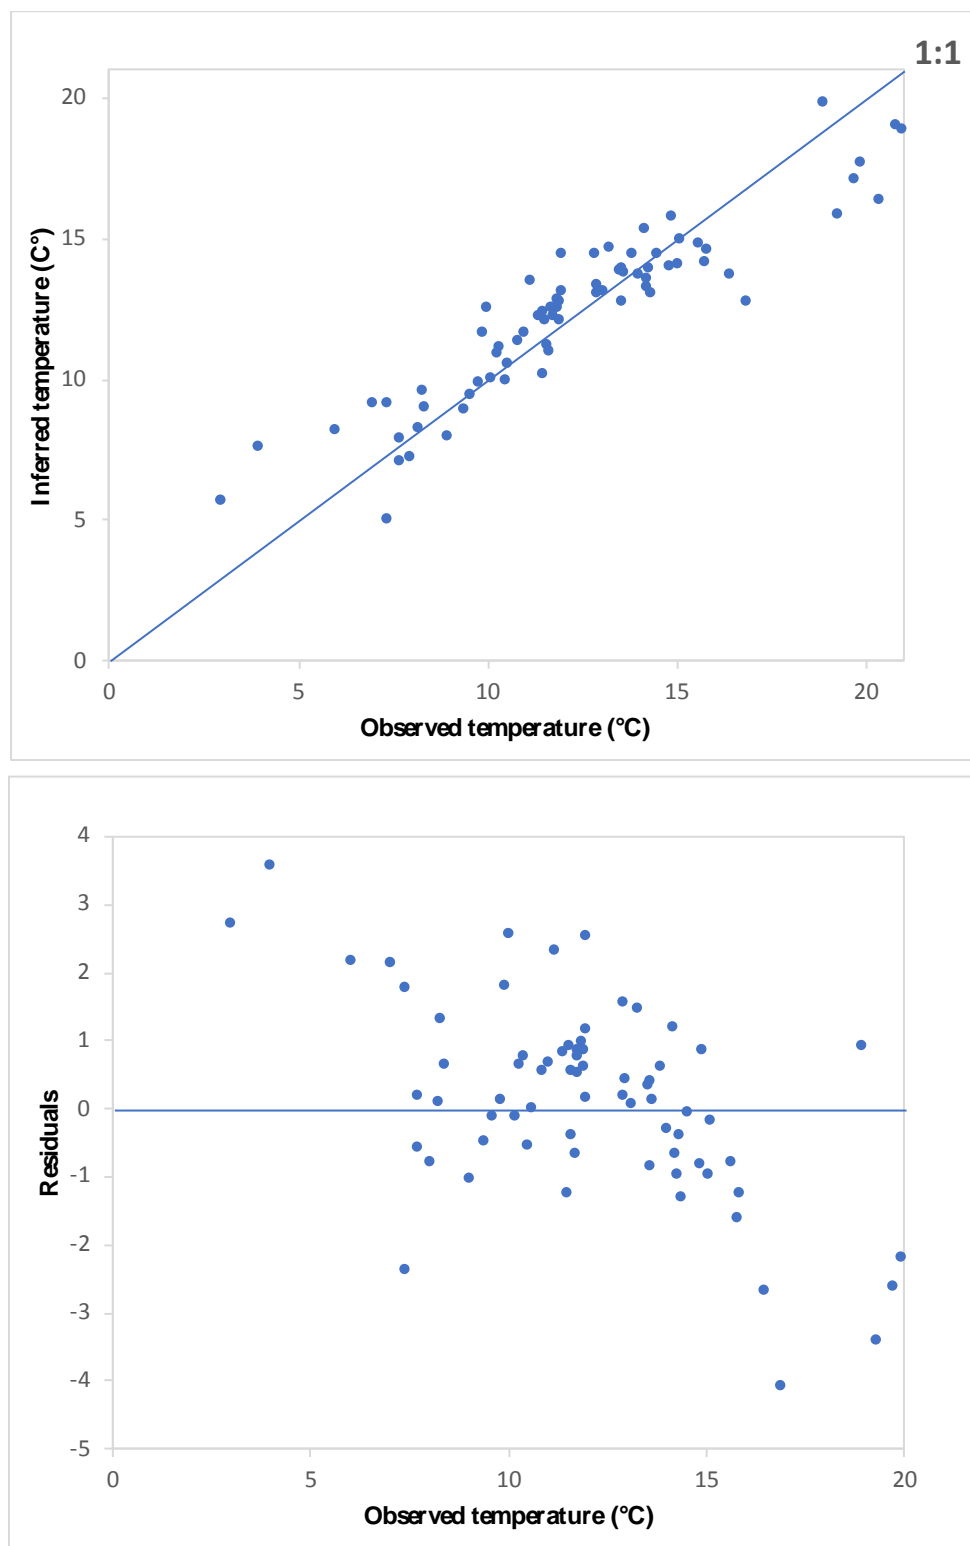 1:1
20
15
10
5
0
0 5 10 15 20
Inferred temperature (C°)
Observed temperature (°C)
4
3
2
1
0
-1
-2
-3
-4
-5
0 5 10 15 20
Residuals
Observed temperature (°C)